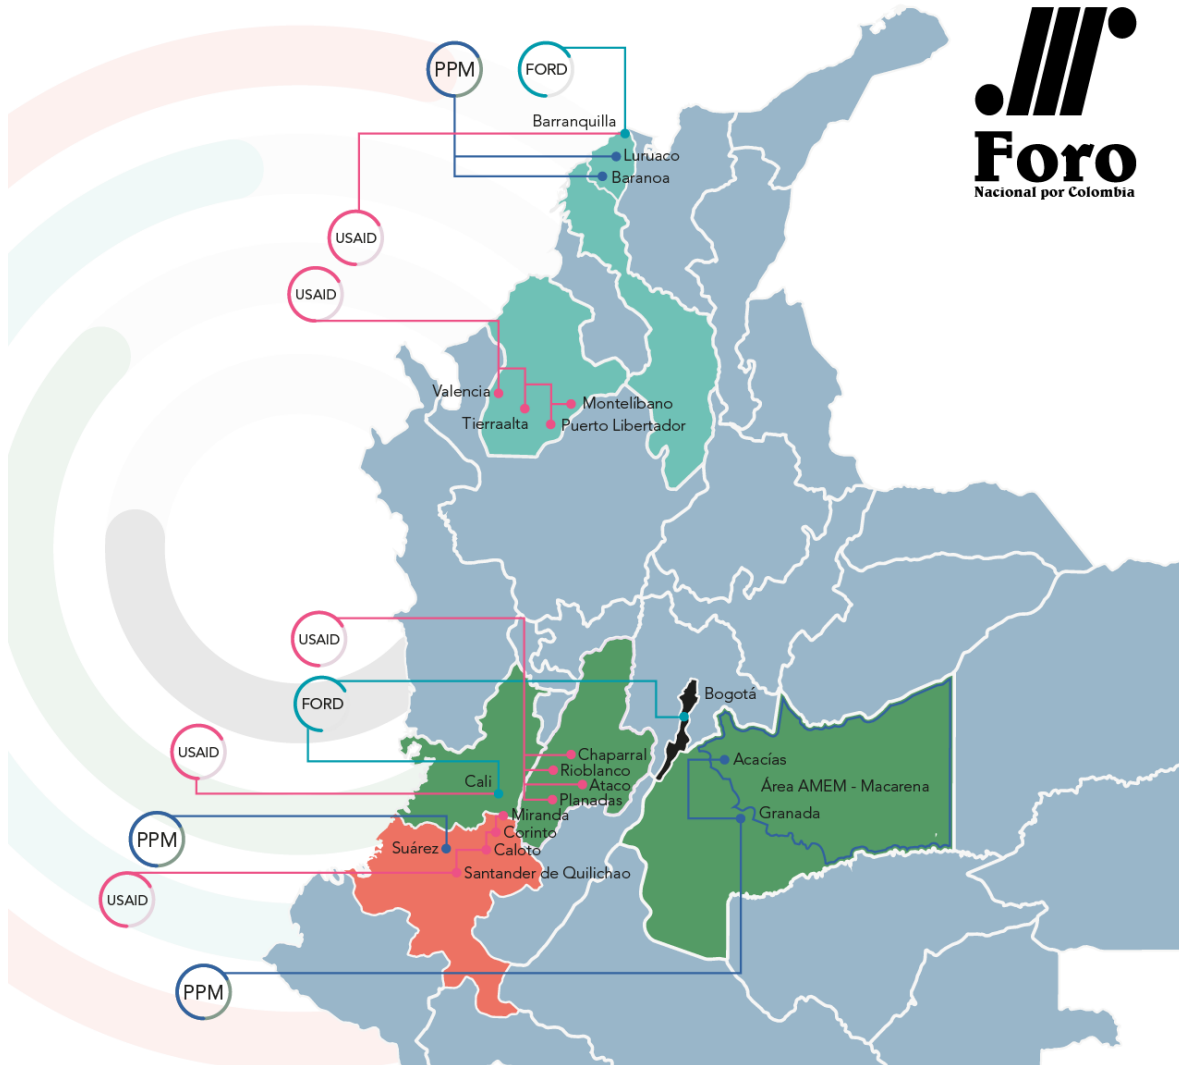 PPM
FORD
Barranquilla
Luruaco
Baranoa
Foro
Nacional por Colombia
USAID
USAID
Valencia
Montelíbano
Tierraalta
Puerto Libertador
USAID
FORD
Bogotá
USAID
Chaparral
Acacías
Rioblanco
Cali
Ataco
Área AMEM - Macarena
Planadas
Miranda
Granada
PPM
Corinto
Suárez
Caloto
Santander de Quilichao
USAID
PPM